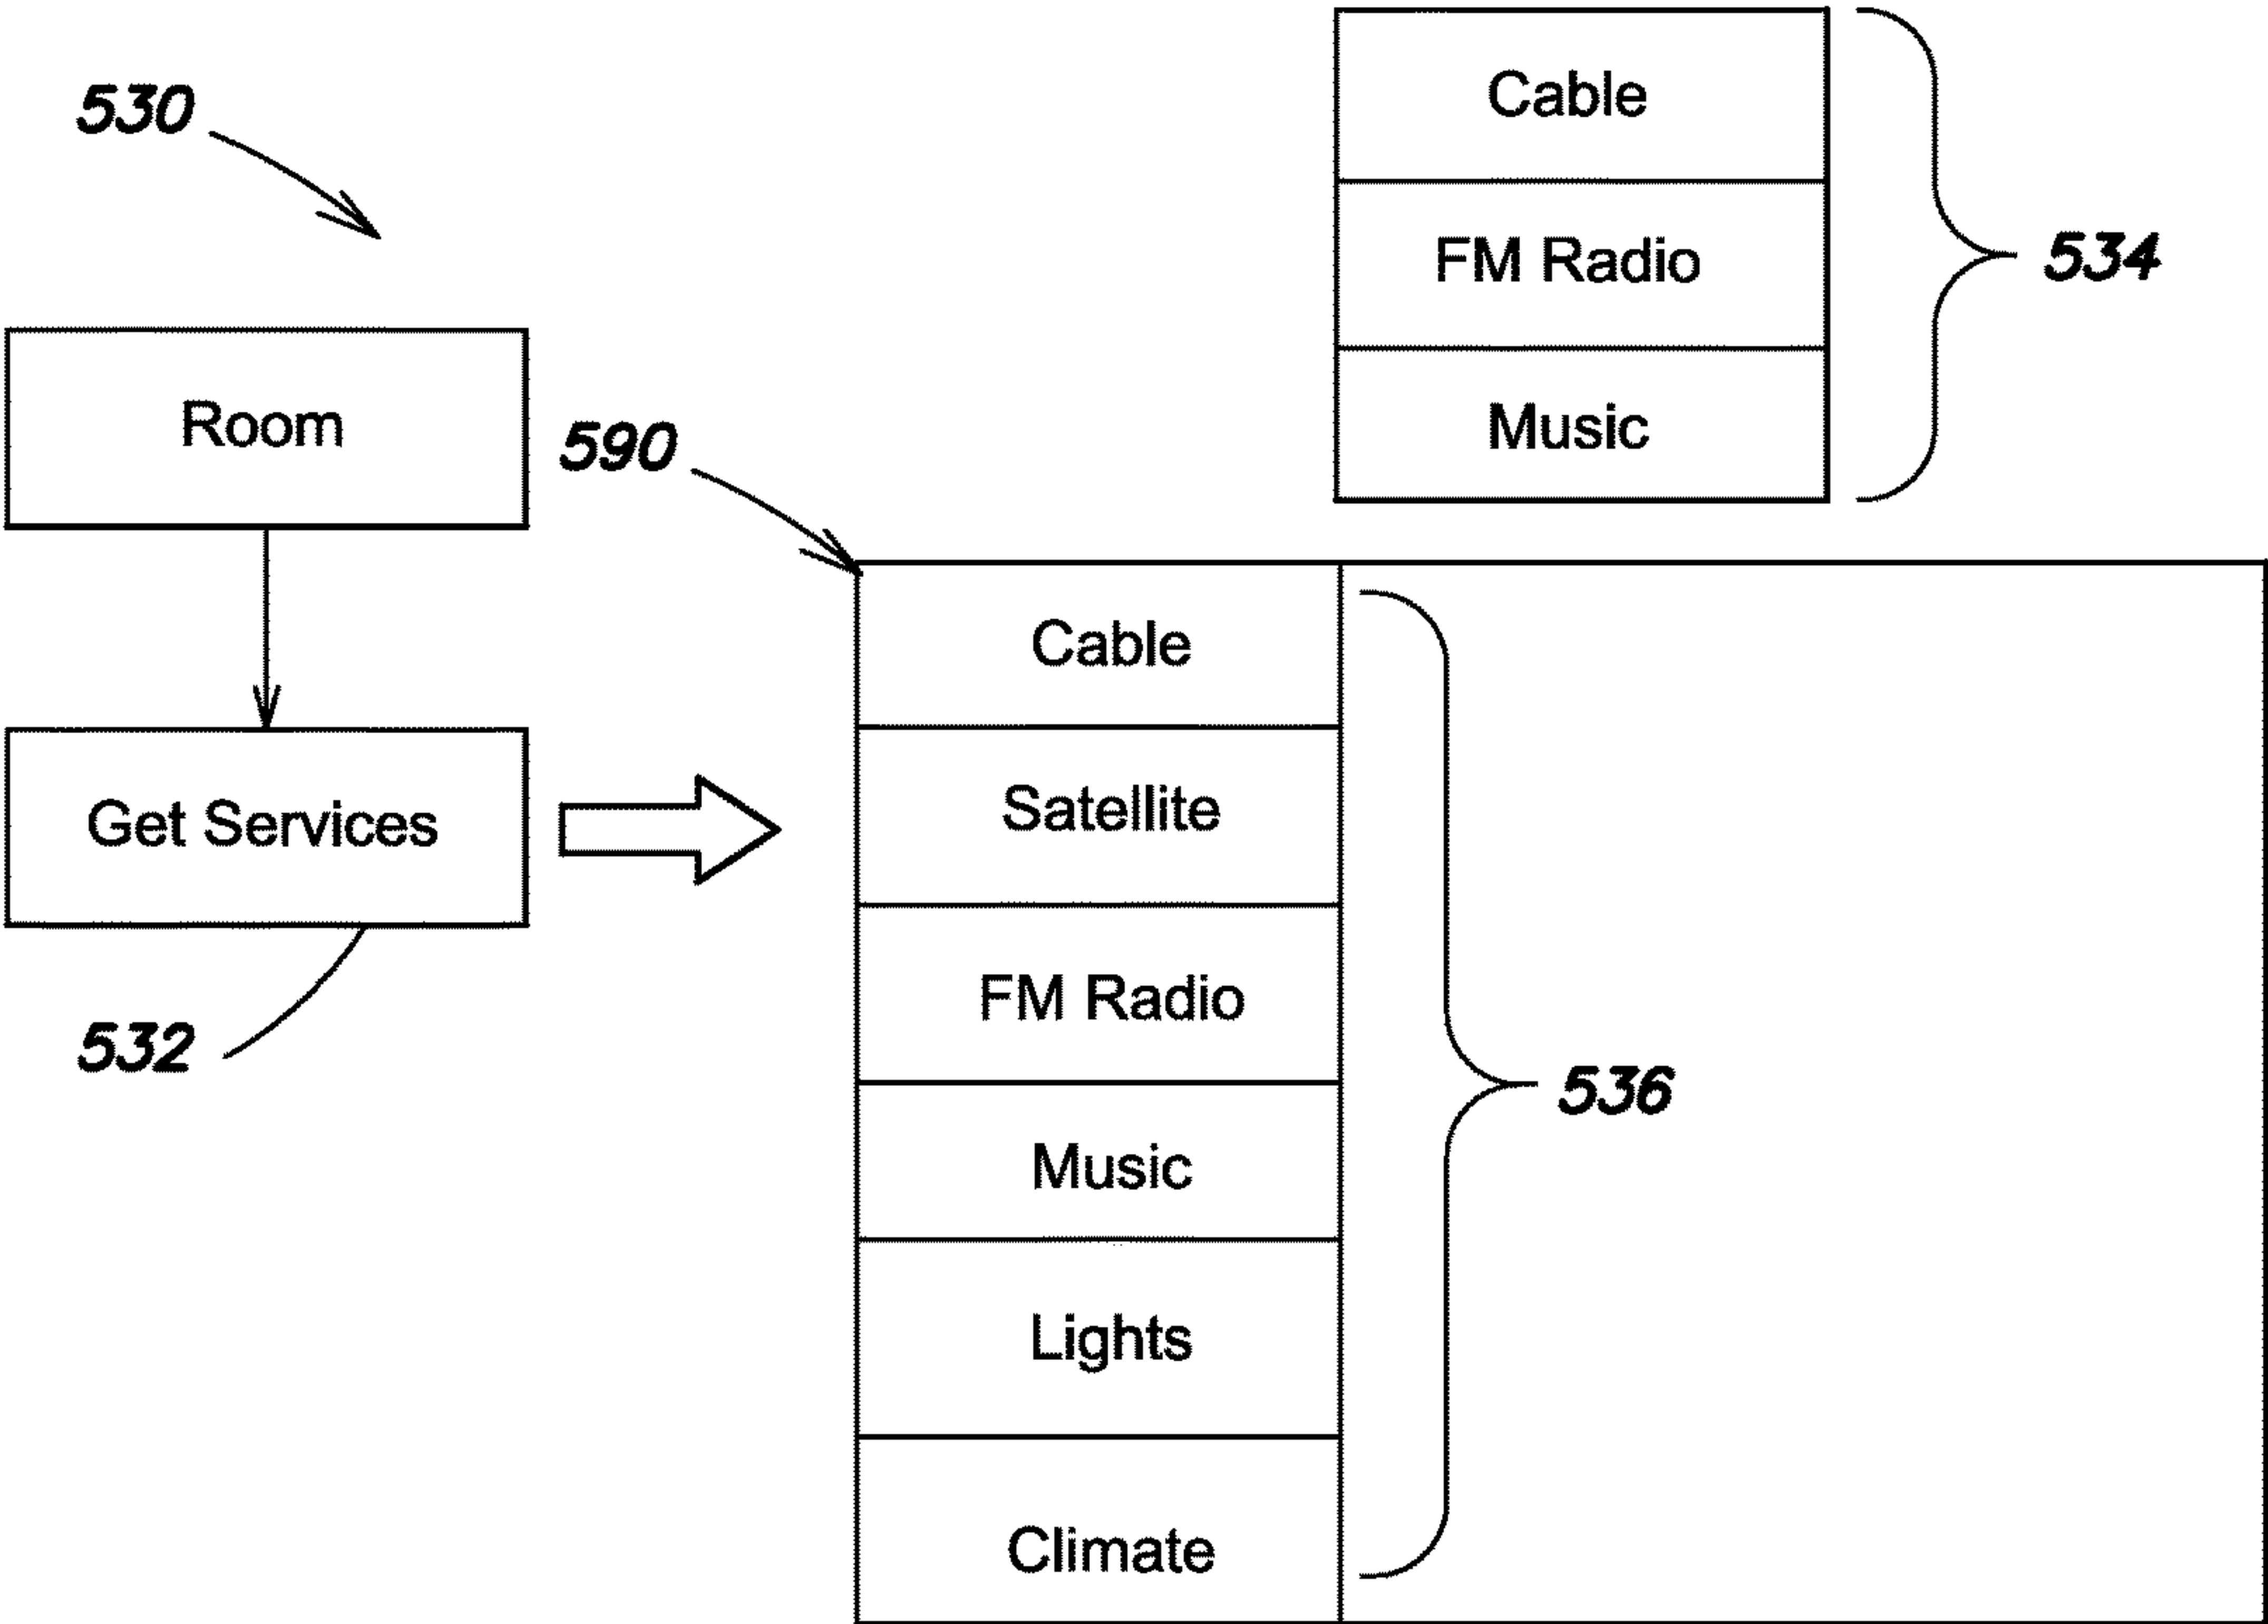 530
Cable
FM Radio
534
Music
Room
590
Cable
Get Services
Satellite
FM Radio
532
536
Music
Lights
Climate